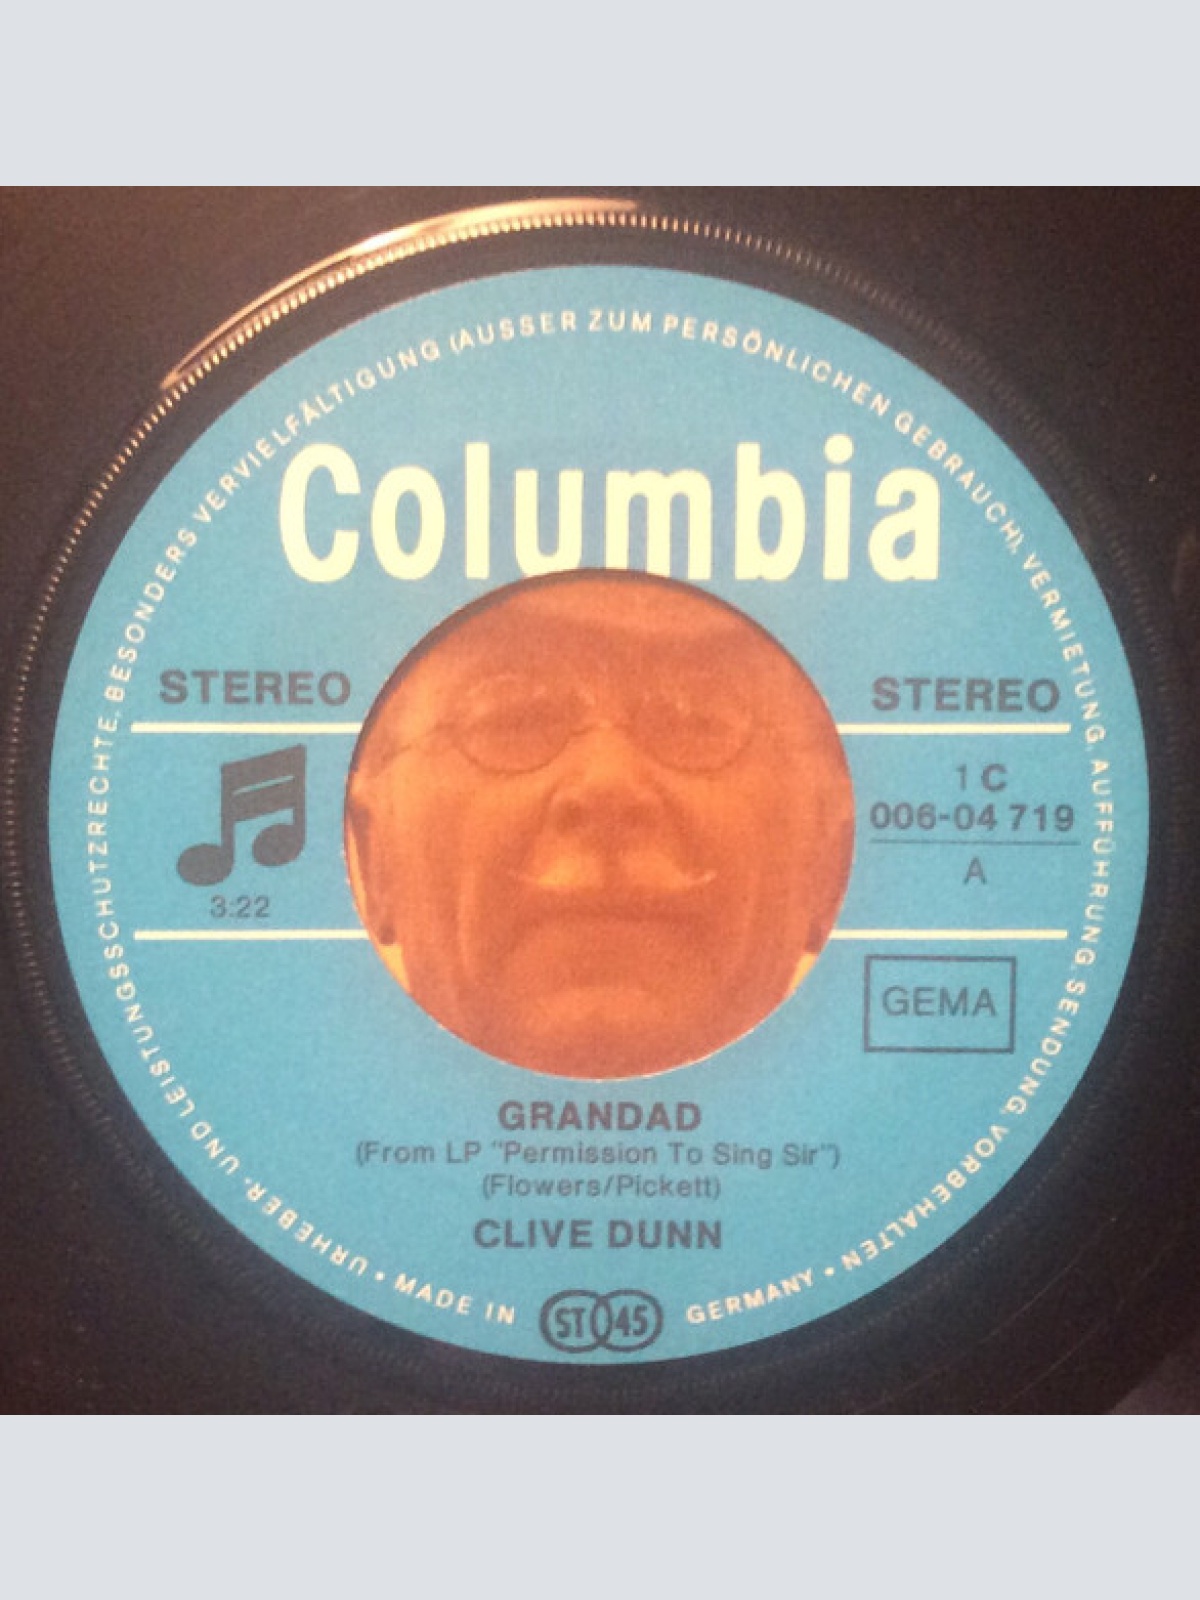 URHEBER- UND LEISTUNGSSCHUTZRECHTE, BESONDERS VERVIELFÄLTIGUNG (AUSSER ZUM PERSÖNLICHEN GEBRAUCH), VERMIETUNG, AUFFÜHRUNG, SENDUNG, VORBEHALTEN •
Columbia
STEREO
STEREO
3:22
1 C
006-04 719
A
GEMA
GRANDAD
(From LP "Permission To Sing Sir")
(Flowers/Pickett)
CLIVE DUNN
• MADE IN
ST 45
GERMANY